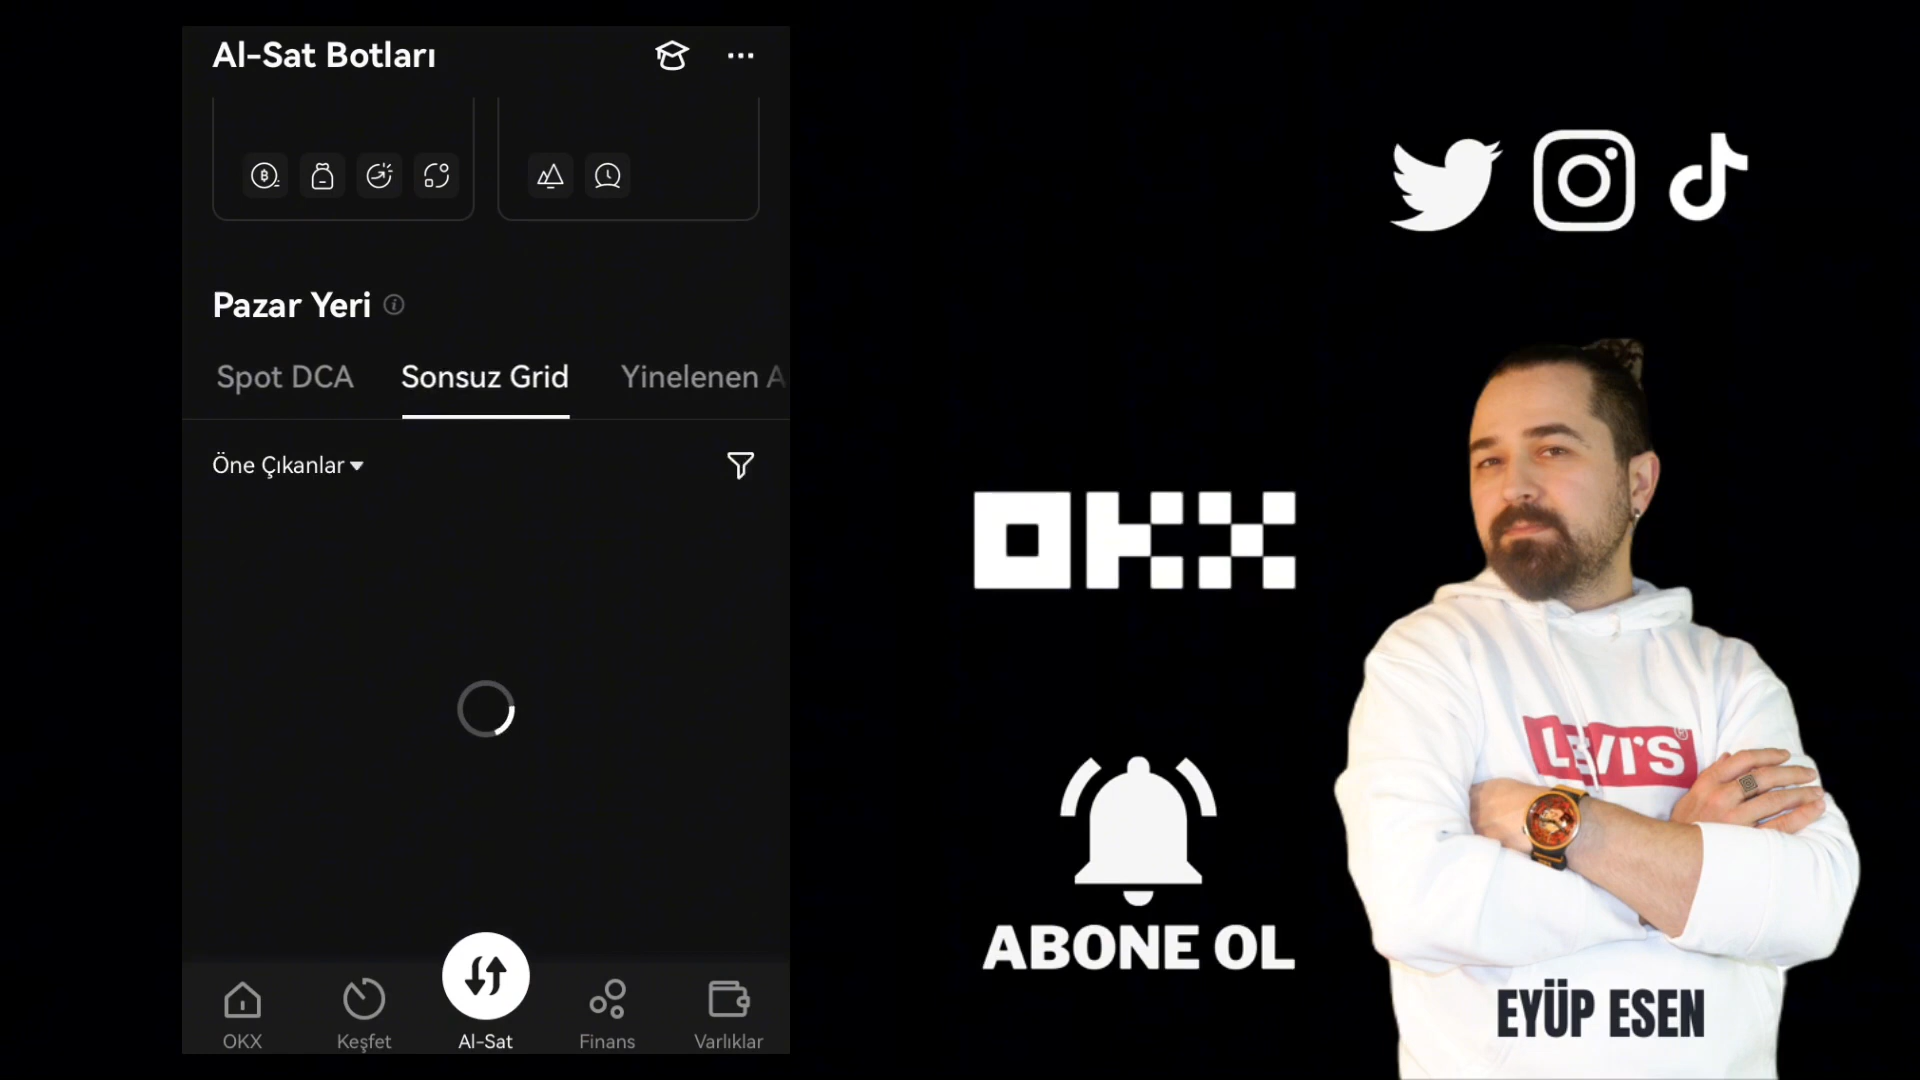 Al-Sat Botları
Pazar Yeri
Spot DCA Sonsuz Grid Yinelenen A
Öne Çıkanlar
OKX Keşfet Al-Sat Finans Varlıklar
OKX
ABONE OL
LEVI'S®
EYÜP ESEN